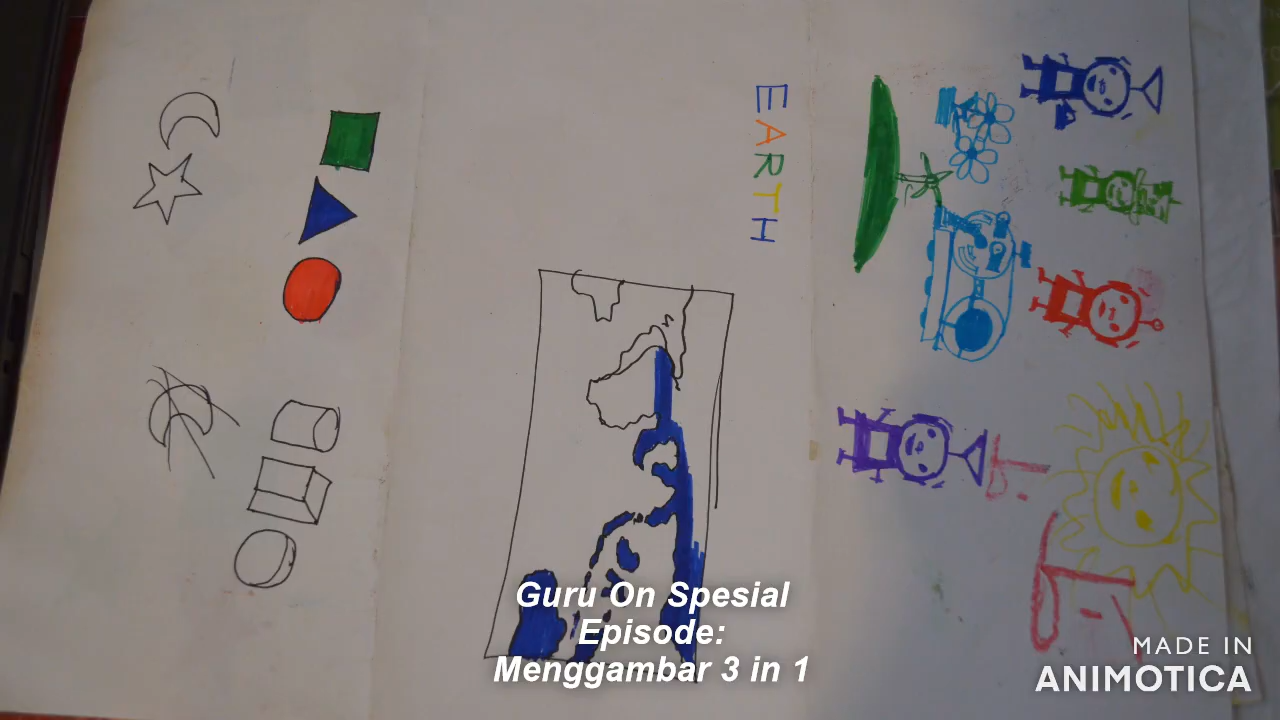 EARTH
Guru On Spesial
Episode:
Menggambar 3 in 1
MADE IN
ANIMOTICA